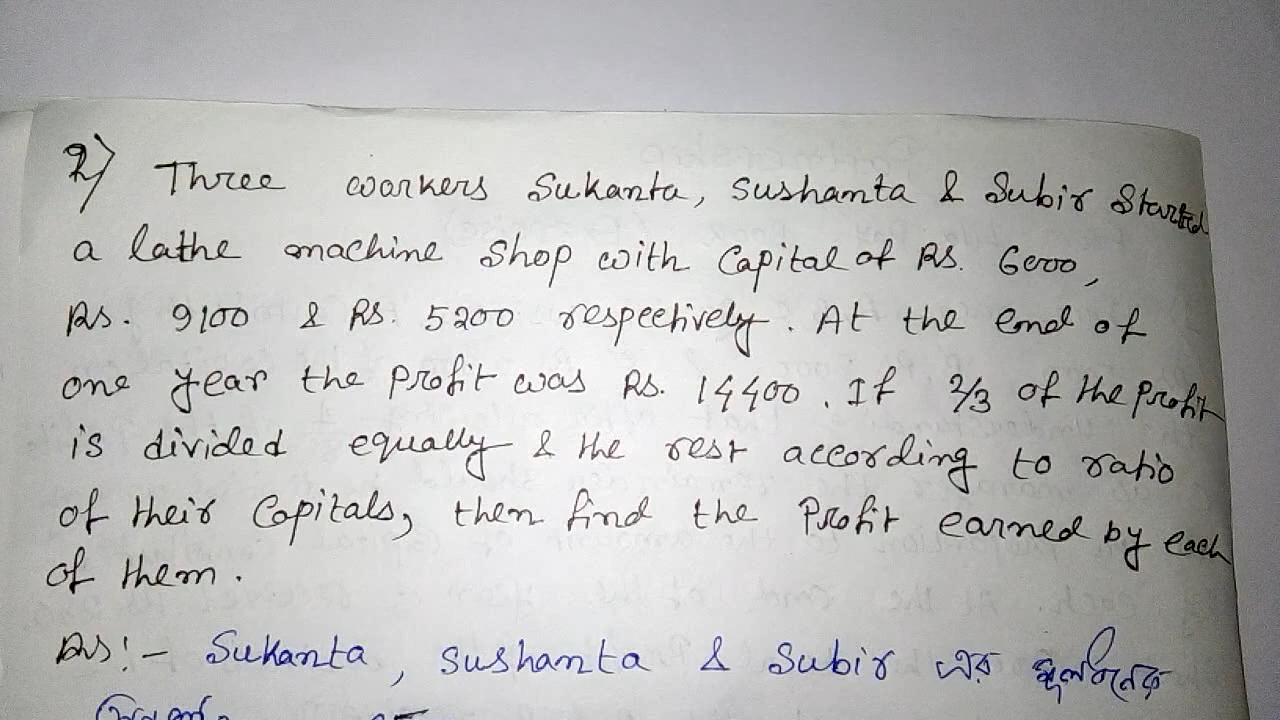 2) Three workers Sukanta, Sushanta & Subir Started
a lathe machine shop with Capital of Rs. 6000,
Rs. 9100 & Rs. 5200 respectively. At the end of
one year the profit was Rs. 14400. If 2/3 of the profit
is divided equally & the rest according to ratio
of their Capitals, then find the Profit earned by each
of them.
As:- Sukanta, Sushanta & Subir এর মূলধনের